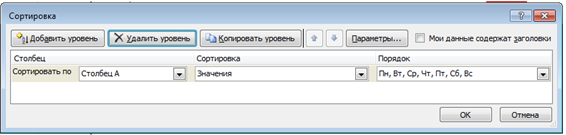 Сортировка
Добавить уровень Удалить уровень Копировать уровень Параметры... Мои данные содержат заголовки
Столбец Сортировка Порядок
Сортировать по Столбец A Значения Пн, Вт, Ср, Чт, Пт, Сб, Вс
ОК Отмена